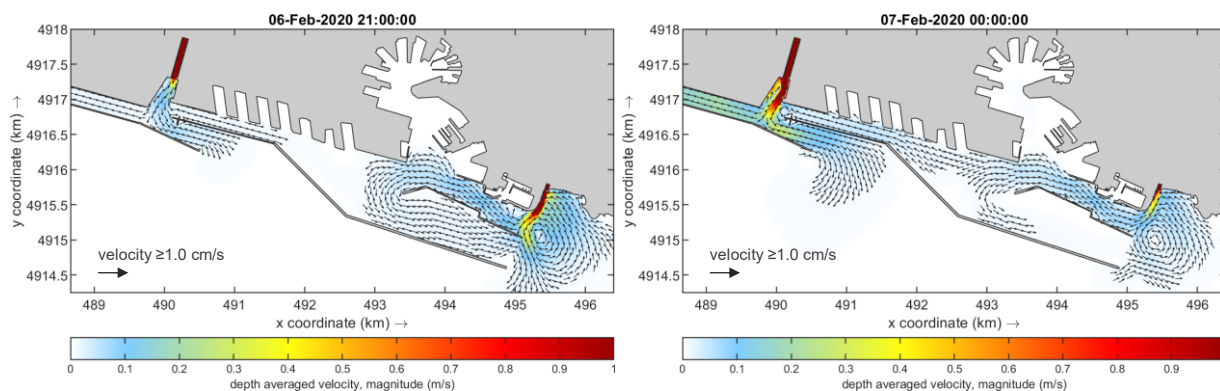 06-Feb-2020 21:00:00
4918
4917.5
4917
4916.5
4916
4915.5
4915
4914.5
y coordinate (km) →
velocity ≥1.0 cm/s
489 490 491 492 493 494 495 496
x coordinate (km) →
0 0.1 0.2 0.3 0.4 0.5 0.6 0.7 0.8 0.9 1
depth averaged velocity, magnitude (m/s)
07-Feb-2020 00:00:00
4918
4917.5
4917
4916.5
4916
4915.5
4915
4914.5
y coordinate (km) →
velocity ≥1.0 cm/s
489 490 491 492 493 494 495 496
x coordinate (km) →
0 0.1 0.2 0.3 0.4 0.5 0.6 0.7 0.8 0.9
depth averaged velocity, magnitude (m/s)